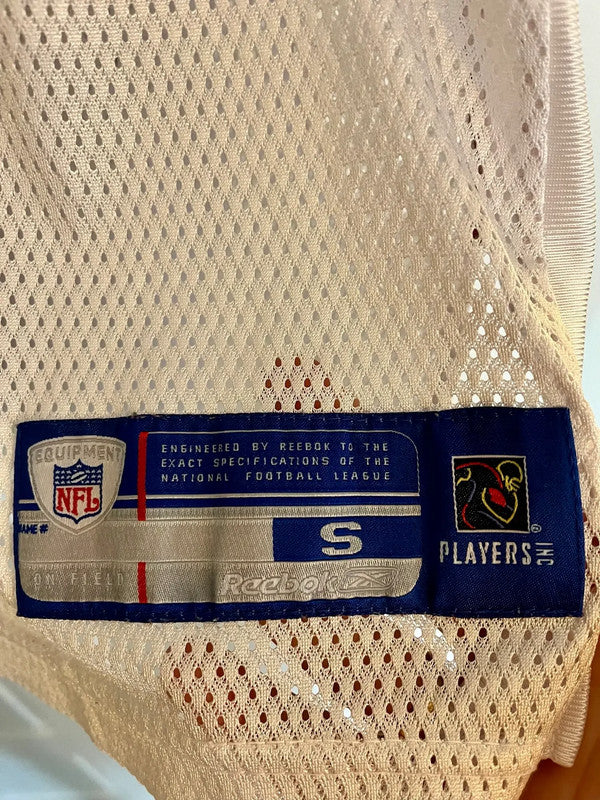 EQUIPMENT
NFL
ENGINEERED BY REEBOK TO THE
EXACT SPECIFICATIONS OF THE
NATIONAL FOOTBALL LEAGUE
NAME #
S
ON FIELD
Reebok
PLAYERS INC
®